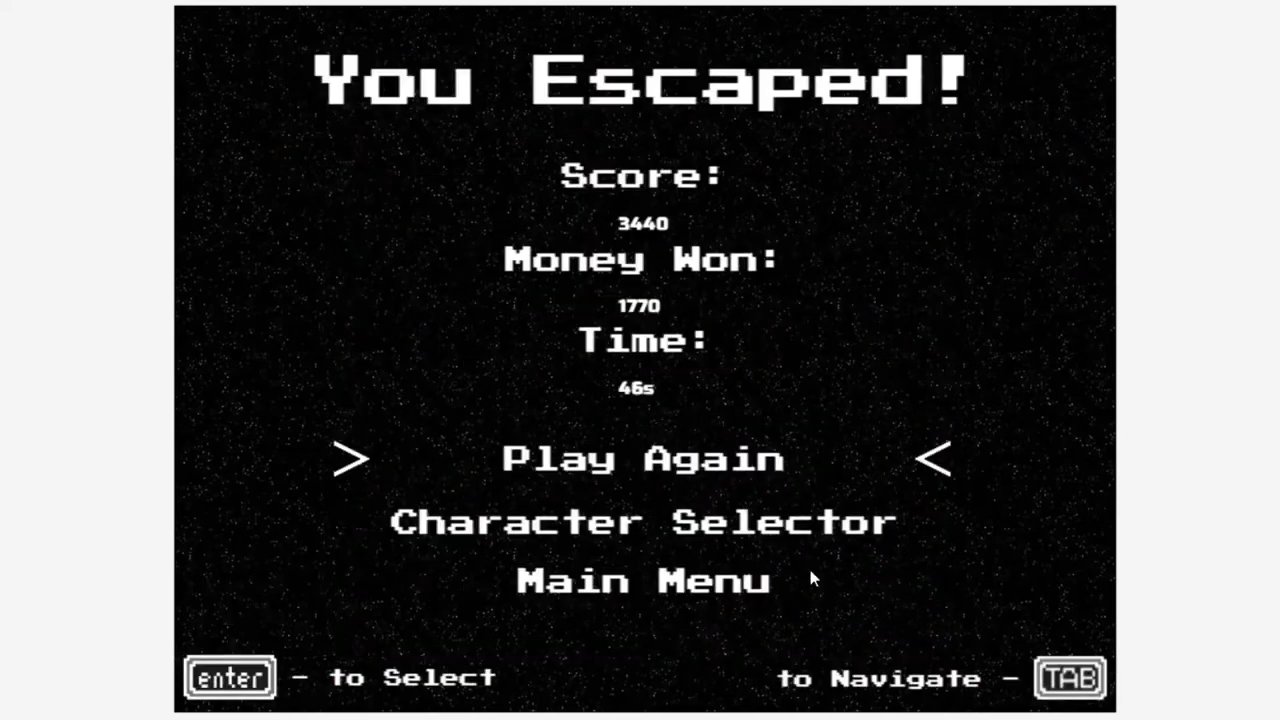 You Escaped!
Score:
3440
Money Won:
1770
Time:
46s
> Play Again <
Character Selector
Main Menu
enter - to Select
to Navigate - TAB